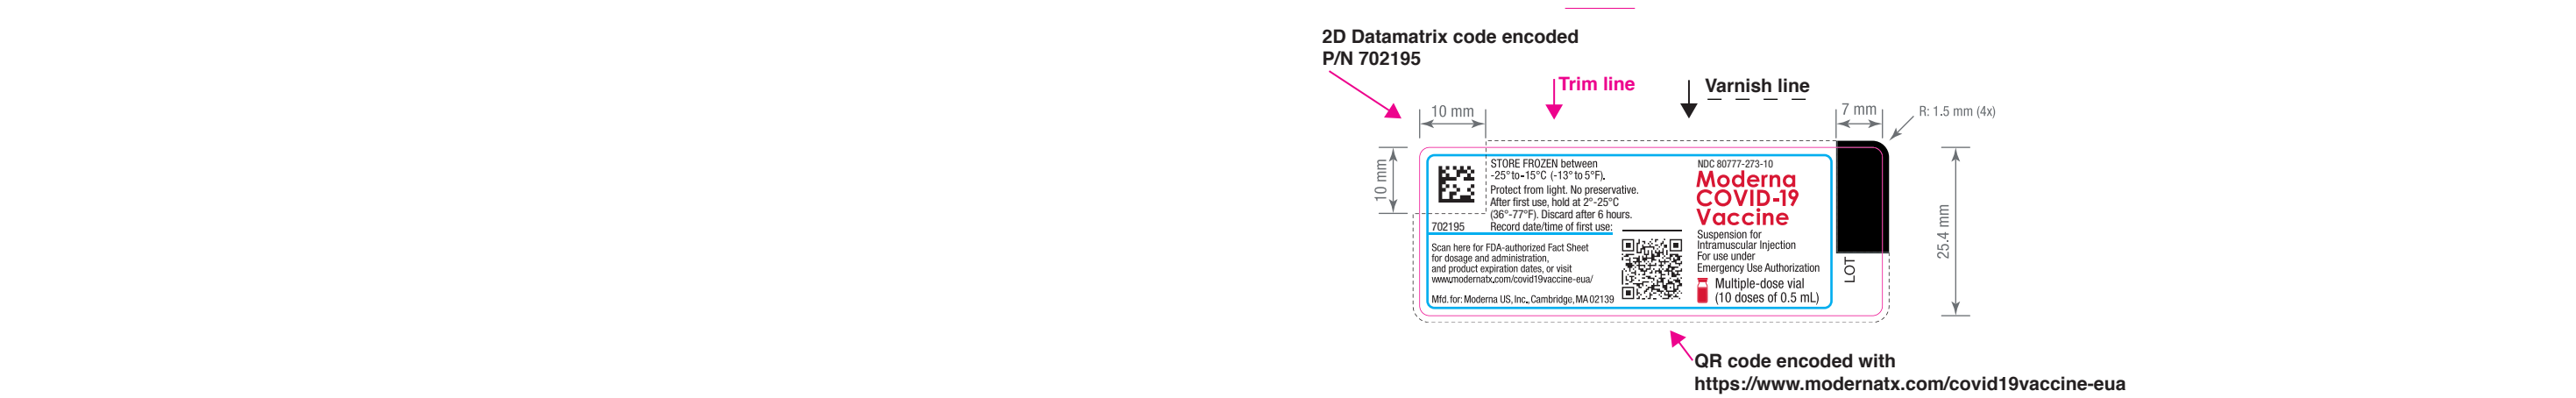 2D Datamatrix code encoded
P/N 702195
Trim line
Varnish line
10 mm
7 mm
R: 1.5 mm (4x)
10 mm
25.4 mm
STORE FROZEN between
-25° to -15°C (-13° to 5°F).
Protect from light. No preservative.
After first use, hold at 2°-25°C
(36°-77°F). Discard after 6 hours.
702195
Record date/time of first use:
Scan here for FDA-authorized Fact Sheet
for dosage and administration,
and product expiration dates, or visit
www.modernatx.com/covid19vaccine-eua/
Mfd. for: Moderna US, Inc., Cambridge, MA 02139
NDC 80777-273-10
Moderna
COVID-19
Vaccine
Suspension for
Intramuscular Injection
For use under
Emergency Use Authorization
Multiple-dose vial
(10 doses of 0.5 mL)
LOT
QR code encoded with
https://www.modernatx.com/covid19vaccine-eua